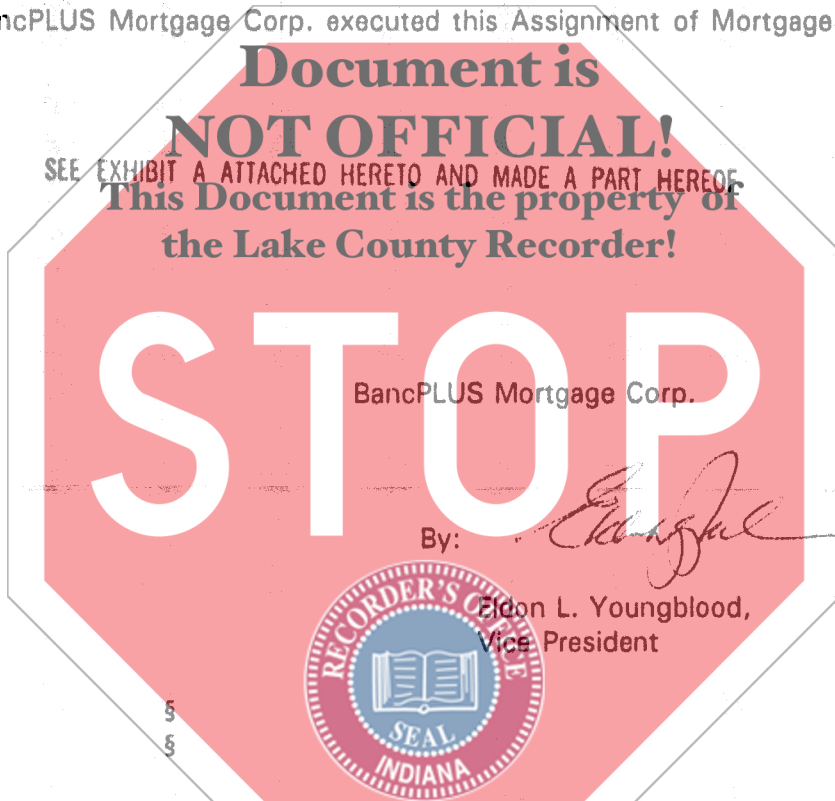 ncPLUS Mortgage Corp. executed this Assignment of Mortgage
Document is
NOT OFFICIAL!
SEE EXHIBIT A ATTACHED HERETO AND MADE A PART HEREOF
This Document is the property of
the Lake County Recorder!
STOP
BancPLUS Mortgage Corp.
By:
Eldon L. Youngblood,
Vice President
RECORDER'S OFFICE
SEAL
INDIANA
§
§